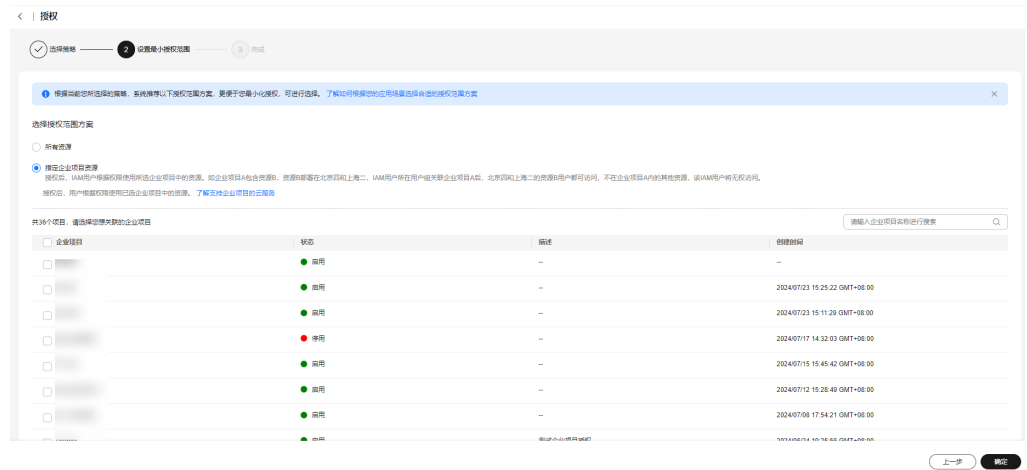 授权
选择策略 2 设置最小授权范围 3 完成
根据当前您所选择的策略，系统推荐以下授权范围方案，更便于您最小化授权，可进行选择。 了解如何根据您的应用场景选择合适的授权范围方案
选择授权范围方案
所有资源
指定企业项目资源
授权后，IAM用户根据权限使用所选企业项目中的资源。如企业项目A包含资源B，资源B部署在北京四和上海二，IAM用户所在用户组关联企业项目A后，北京四和上海二的资源B用户都可访问，不在企业项目A内的其他资源，该IAM用户将无权访问。
授权后，用户根据权限使用已选企业项目中的资源。 了解支持企业项目的云服务
共36个项目，请选择您想关联的企业项目 请输入企业项目名称进行搜索
企业项目 状态 描述 创建时间
启用 -- --
启用 -- 2024/07/23 15:25:22 GMT+08:00
启用 -- 2024/07/23 15:11:29 GMT+08:00
停用 -- 2024/07/17 14:32:03 GMT+08:00
启用 -- 2024/07/15 15:45:42 GMT+08:00
启用 -- 2024/07/12 15:28:49 GMT+08:00
启用 -- 2024/07/08 17:54:21 GMT+08:00
启用 测试企业项目授权
上一步 确定